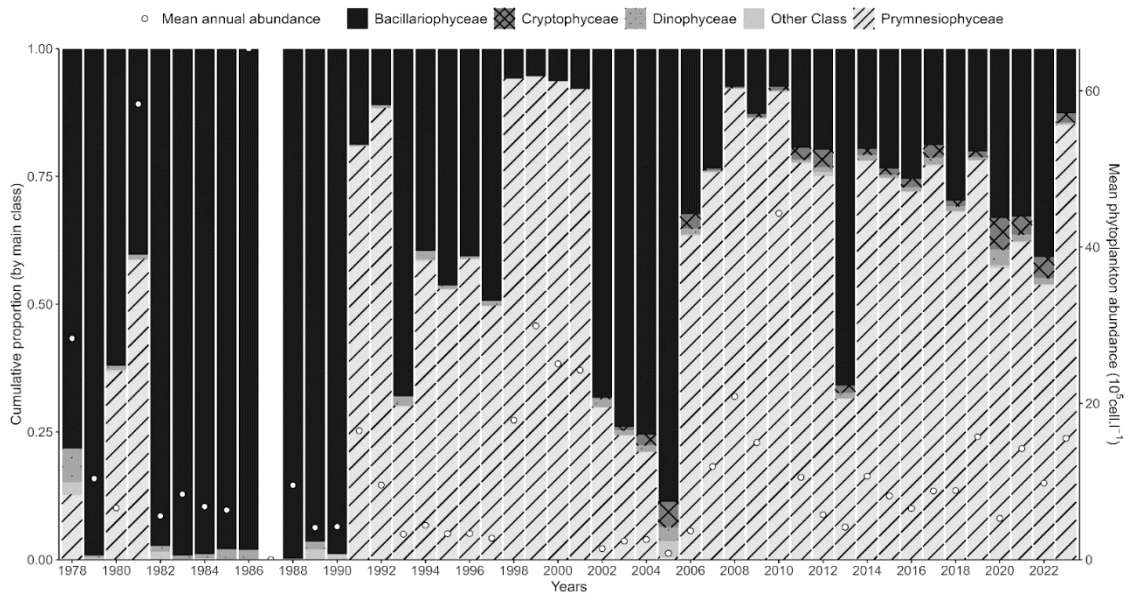 Mean annual abundance Bacillariophyceae Cryptophyceae Dinophyceae Other Class Prymnesiophyceae
Cumulative proportion (by main class)
1.00
0.75
0.50
0.25
0.00
60
40
20
0
Mean phytoplankton abundance (10⁵cell.l⁻¹)
1978 1980 1982 1984 1986 1988 1990 1992 1994 1996 1998 2000 2002 2004 2006 2008 2010 2012 2014 2016 2018 2020 2022
Years